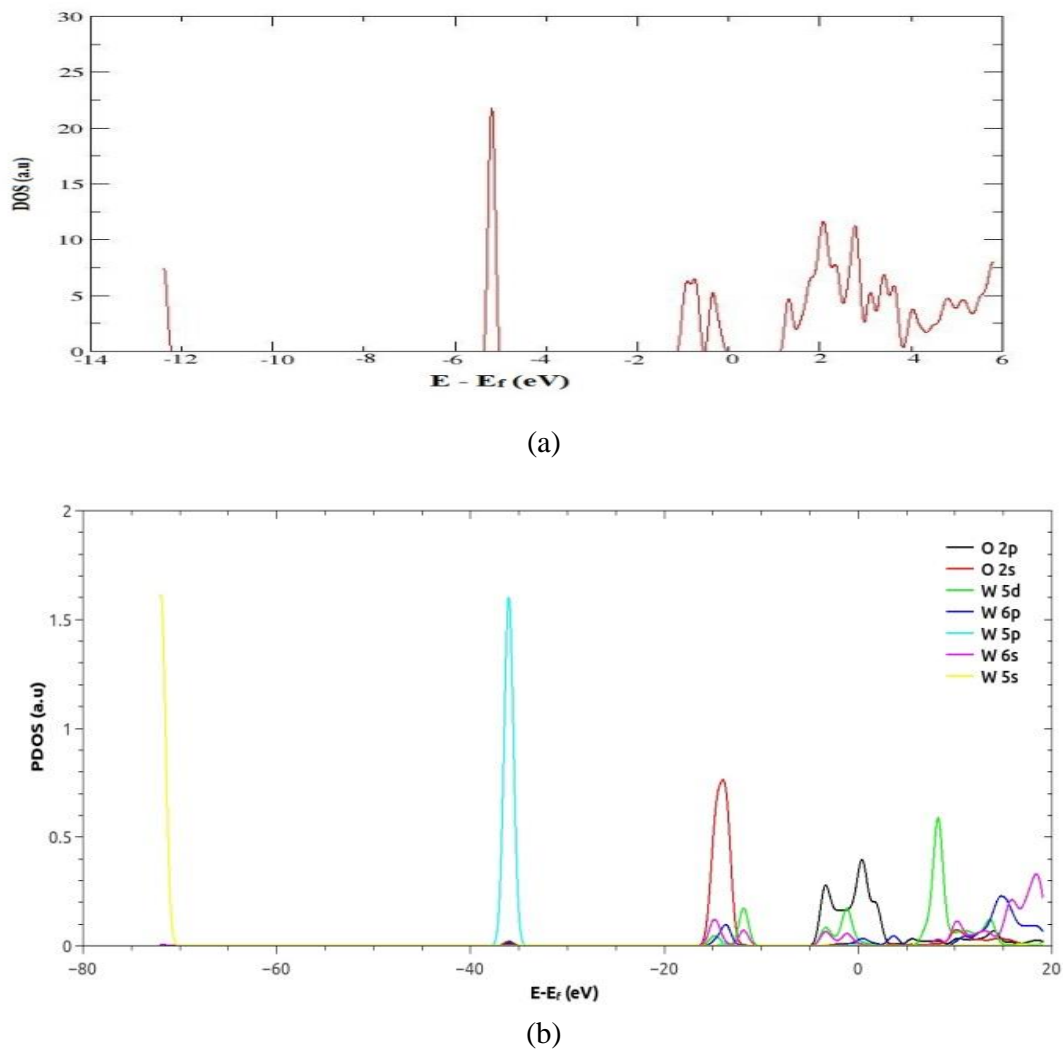 30
25
20
15
10
5
0
DOS (a.u)
-14 -12 -10 -8 -6 -4 -2 0 2 4 6
E - Ef (eV)
(a)
2
1.5
1
0.5
0
PDOS (a.u)
O 2p
O 2s
W 5d
W 6p
W 5p
W 6s
W 5s
−80 −60 −40 −20 0 20
E-Ef (eV)
(b)